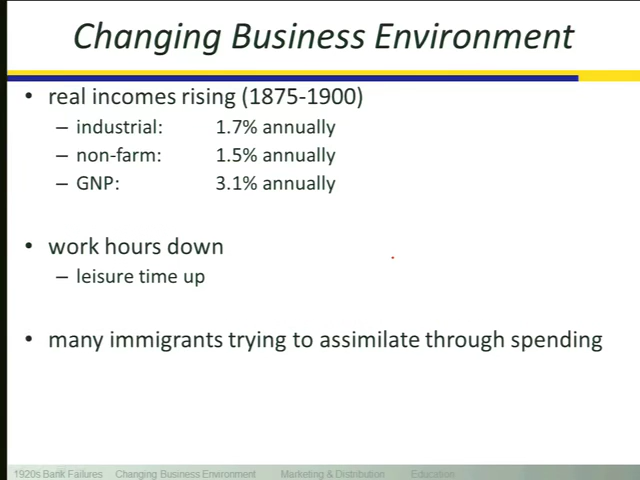 Changing Business Environment
• real incomes rising (1875-1900)
– industrial: 1.7% annually
– non-farm: 1.5% annually
– GNP: 3.1% annually
• work hours down
– leisure time up
• many immigrants trying to assimilate through spending
1920s Bank Failures Changing Business Environment Marketing & Distribution Education